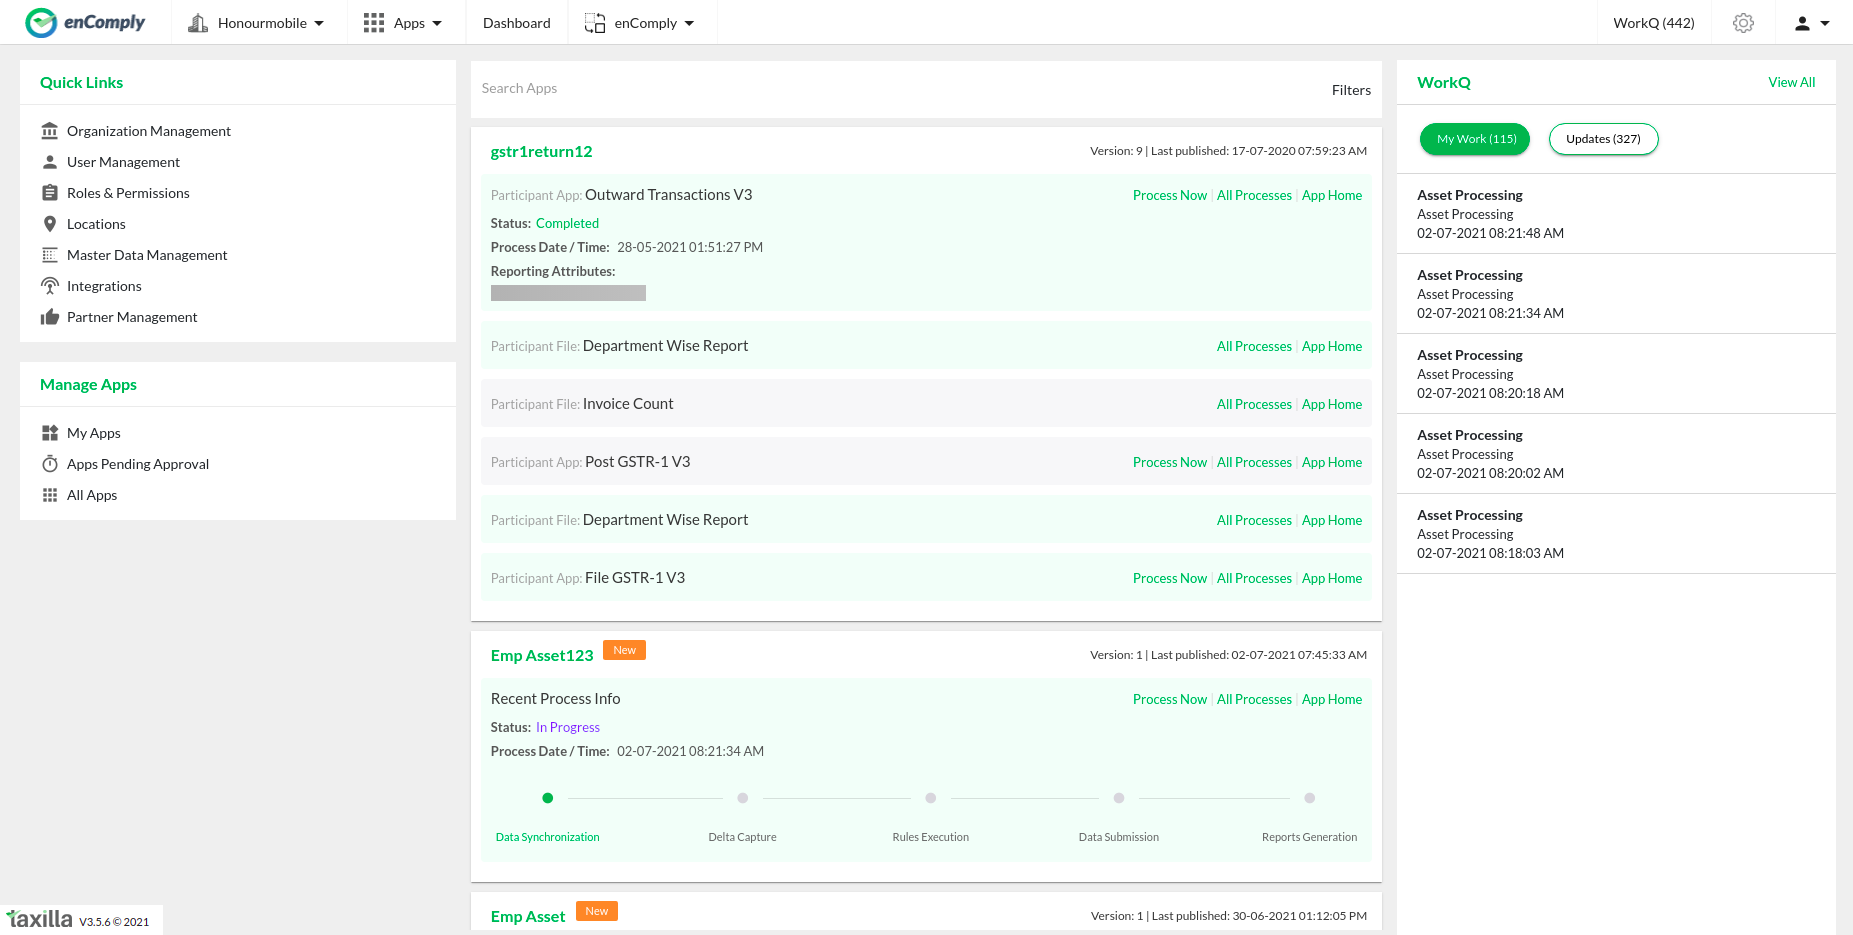 enComply
Honourmobile
Apps
Dashboard
enComply
WorkQ (442)
Quick Links
Organization Management
User Management
Roles & Permissions
Locations
Master Data Management
Integrations
Partner Management
Manage Apps
My Apps
Apps Pending Approval
All Apps
Search Apps
Filters
gstr1return12
Version: 9 | Last published: 17-07-2020 07:59:23 AM
Participant App: Outward Transactions V3
Process Now | All Processes | App Home
Status: Completed
Process Date / Time: 28-05-2021 01:51:27 PM
Reporting Attributes:
Participant File: Department Wise Report
All Processes | App Home
Participant File: Invoice Count
All Processes | App Home
Participant App: Post GSTR-1 V3
Process Now | All Processes | App Home
Participant File: Department Wise Report
All Processes | App Home
Participant App: File GSTR-1 V3
Process Now | All Processes | App Home
Emp Asset123
New
Version: 1 | Last published: 02-07-2021 07:45:33 AM
Recent Process Info
Process Now | All Processes | App Home
Status: In Progress
Process Date / Time: 02-07-2021 08:21:34 AM
Data Synchronization
Delta Capture
Rules Execution
Data Submission
Reports Generation
Emp Asset
New
Version: 1 | Last published: 30-06-2021 01:12:05 PM
WorkQ
View All
My Work (115)
Updates (327)
Asset Processing
Asset Processing
02-07-2021 08:21:48 AM
Asset Processing
Asset Processing
02-07-2021 08:21:34 AM
Asset Processing
Asset Processing
02-07-2021 08:20:18 AM
Asset Processing
Asset Processing
02-07-2021 08:20:02 AM
Asset Processing
Asset Processing
02-07-2021 08:18:03 AM
taxilla V3.5.6 © 2021